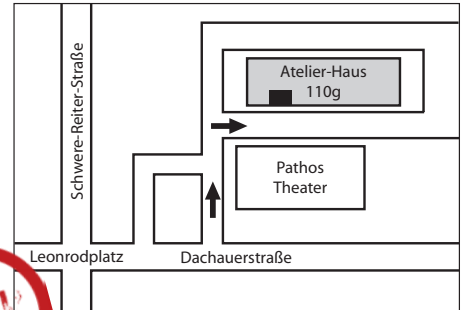 Schwere-Reiter-Straße
Atelier-Haus
110g
Pathos
Theater
Leonrodplatz
Dachauerstraße